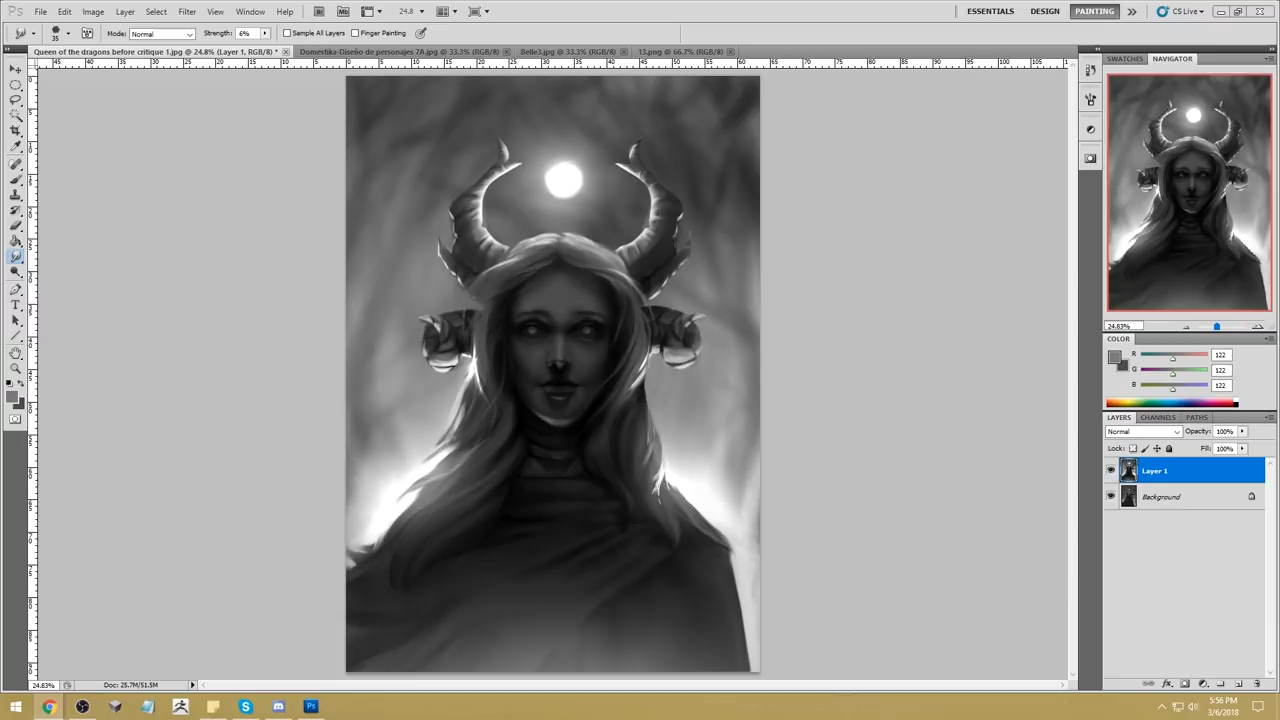 Ps File Edit Image Layer Select Filter View Window Help Br Mb 24.8 ESSENTIALS DESIGN PAINTING CS Live
35 Mode: Normal Strength: 6% Sample All Layers Finger Painting
Queen of the dragons before critique 1.jpg @ 24.8% (Layer 1, RGB/8) * Domestika-Diseño de personajes 7A.jpg @ 33.3% (RGB/8) Belle3.jpg @ 33.3% (RGB/8) 13.png @ 66.7% (RGB/8)
SWATCHES NAVIGATOR
24.83%
COLOR
R 122
G 122
B 122
LAYERS CHANNELS PATHS
Normal Opacity: 100%
Lock: Fill: 100%
Layer 1
Background
24.83% Doc: 25.7M/51.5M
5:56 PM
3/6/2018